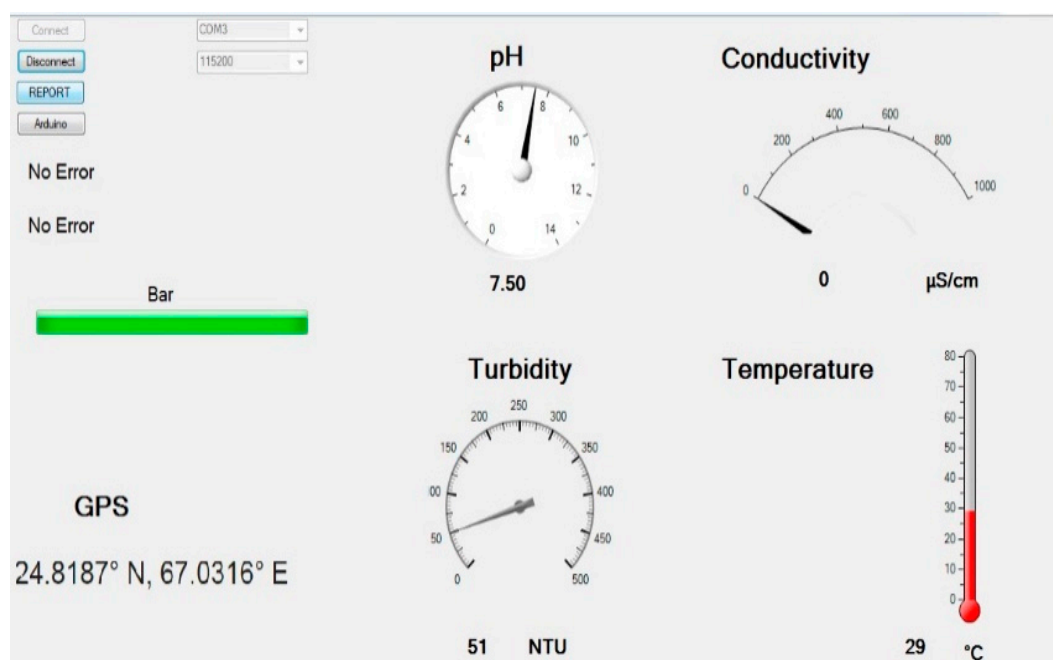 Connect
COM3
Disconnect
115200
REPORT
Arduino
No Error
No Error
Bar
GPS
24.8187° N, 67.0316° E
pH
0
2
4
6
8
10
12
14
7.50
Conductivity
0
200
400
600
800
1000
0 µS/cm
Turbidity
0
50
00
150
200
250
300
350
400
450
500
51 NTU
Temperature
80
70
60
50
40
30
20
10
0
29 °C